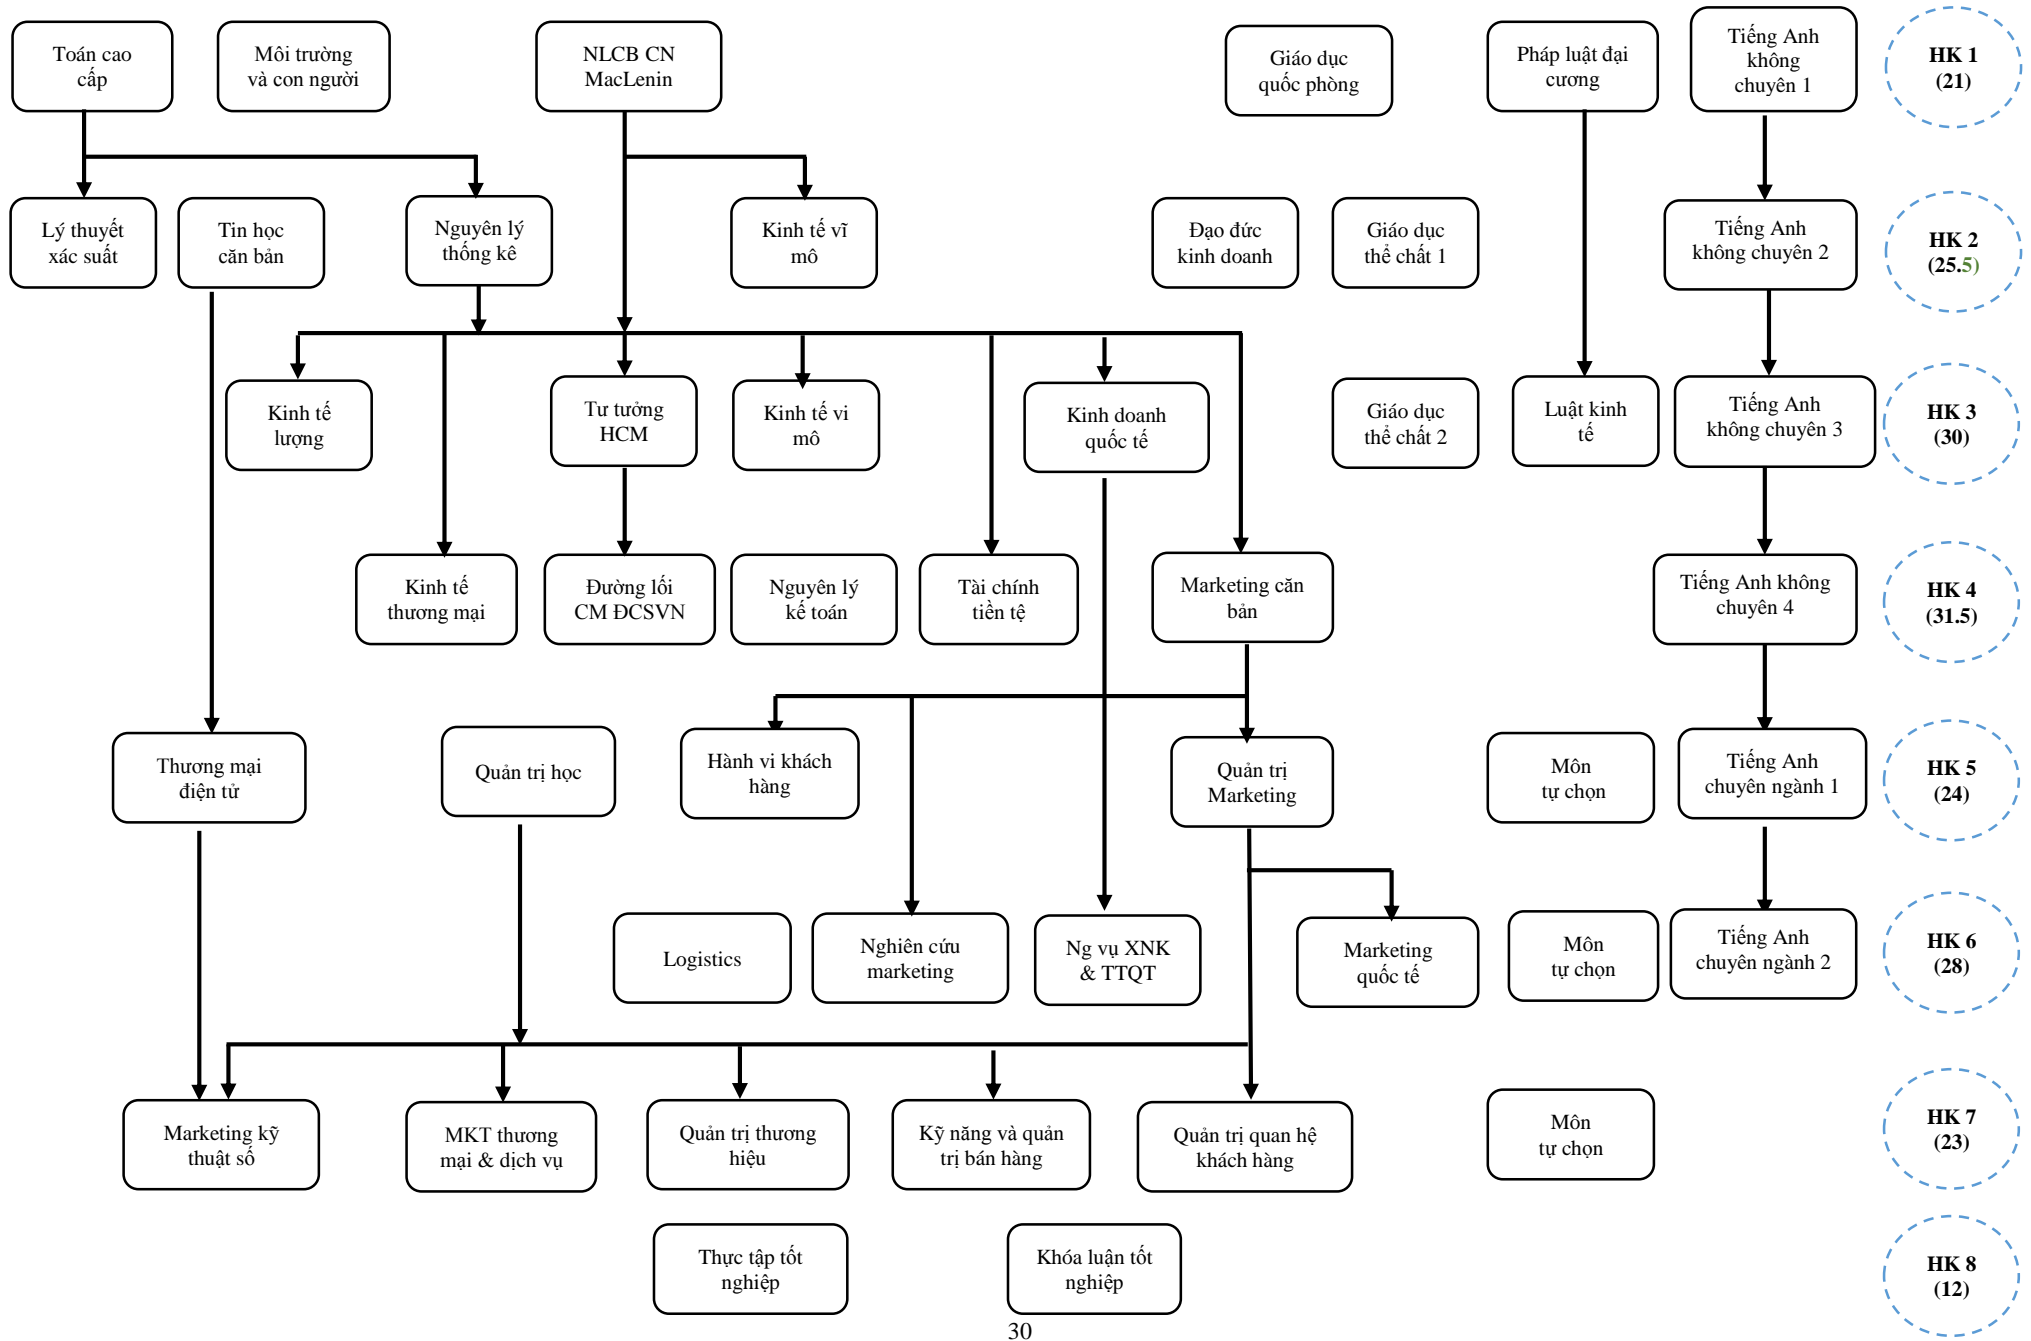 Toán cao
cấp
Môi trường
và con người
NLCB CN
MacLenin
Giáo dục
quốc phòng
Pháp luật đại
cương
Tiếng Anh
không
chuyên 1
HK 1
(21)
Lý thuyết
xác suất
Tin học
căn bản
Nguyên lý
thống kê
Kinh tế vĩ
mô
Đạo đức
kinh doanh
Giáo dục
thể chất 1
Tiếng Anh
không chuyên 2
HK 2
(25.5)
Kinh tế
lượng
Tư tưởng
HCM
Kinh tế vi
mô
Kinh doanh
quốc tế
Giáo dục
thể chất 2
Luật kinh
tế
Tiếng Anh
không chuyên 3
HK 3
(30)
Kinh tế
thương mại
Đường lối
CM ĐCSVN
Nguyên lý
kế toán
Tài chính
tiền tệ
Marketing căn
bản
Tiếng Anh không
chuyên 4
HK 4
(31.5)
Thương mại
điện tử
Quản trị học
Hành vi khách
hàng
Quản trị
Marketing
Môn
tự chọn
Tiếng Anh
chuyên ngành 1
HK 5
(24)
Logistics
Nghiên cứu
marketing
Ng vụ XNK
& TTQT
Marketing
quốc tế
Môn
tự chọn
Tiếng Anh
chuyên ngành 2
HK 6
(28)
Marketing kỹ
thuật số
MKT thương
mại & dịch vụ
Quản trị thương
hiệu
Kỹ năng và quản
trị bán hàng
Quản trị quan hệ
khách hàng
Môn
tự chọn
HK 7
(23)
Thực tập tốt
nghiệp
Khóa luận tốt
nghiệp
HK 8
(12)
30